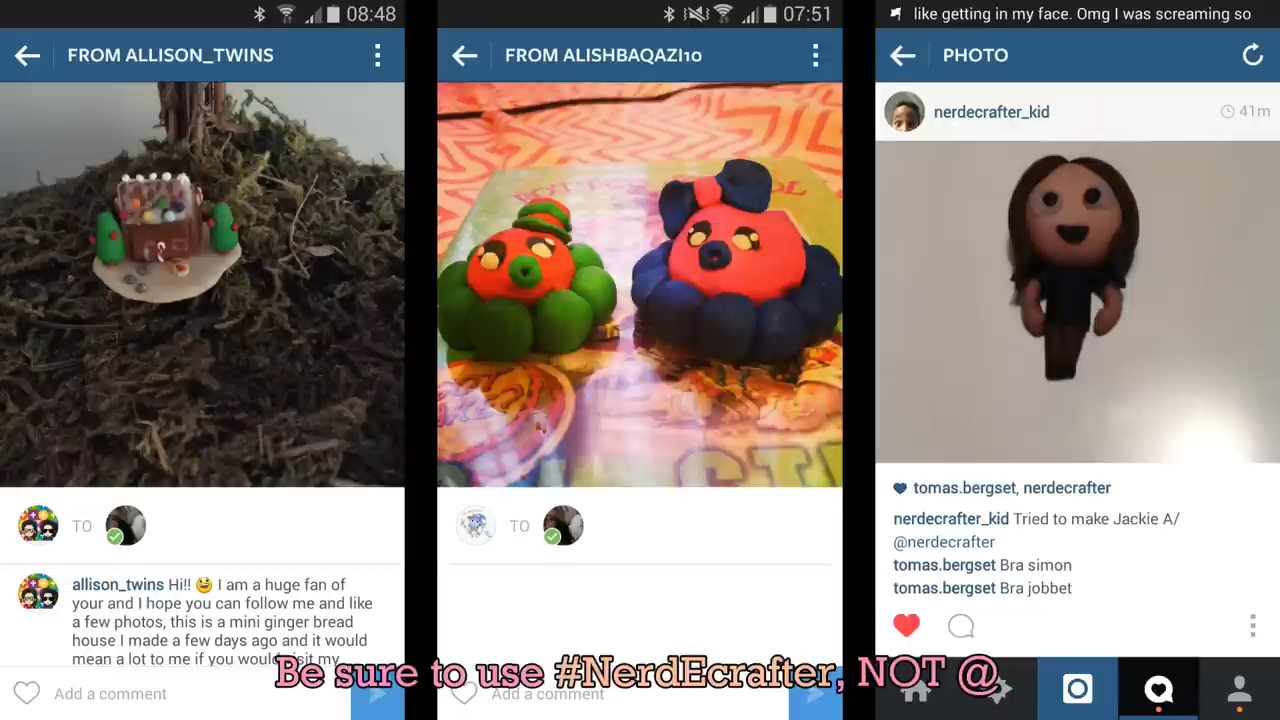 08:48
FROM ALLISON_TWINS
TO
allison_twins Hi!! I am a huge fan of
your and I hope you can follow me and like
a few photos, this is a mini ginger bread
house I made a few days ago and it would
mean a lot to me if you would visit my
Add a comment
07:51
FROM ALISHBAQAZI10
TO
Add a comment
like getting in my face. Omg I was screaming so
PHOTO
nerdecrafter_kid
41m
tomas.bergset, nerdecrafter
nerdecrafter_kid Tried to make Jackie A/
@nerdecrafter
tomas.bergset Bra simon
tomas.bergset Bra jobbet
Be sure to use #NerdEcrafter, NOT @